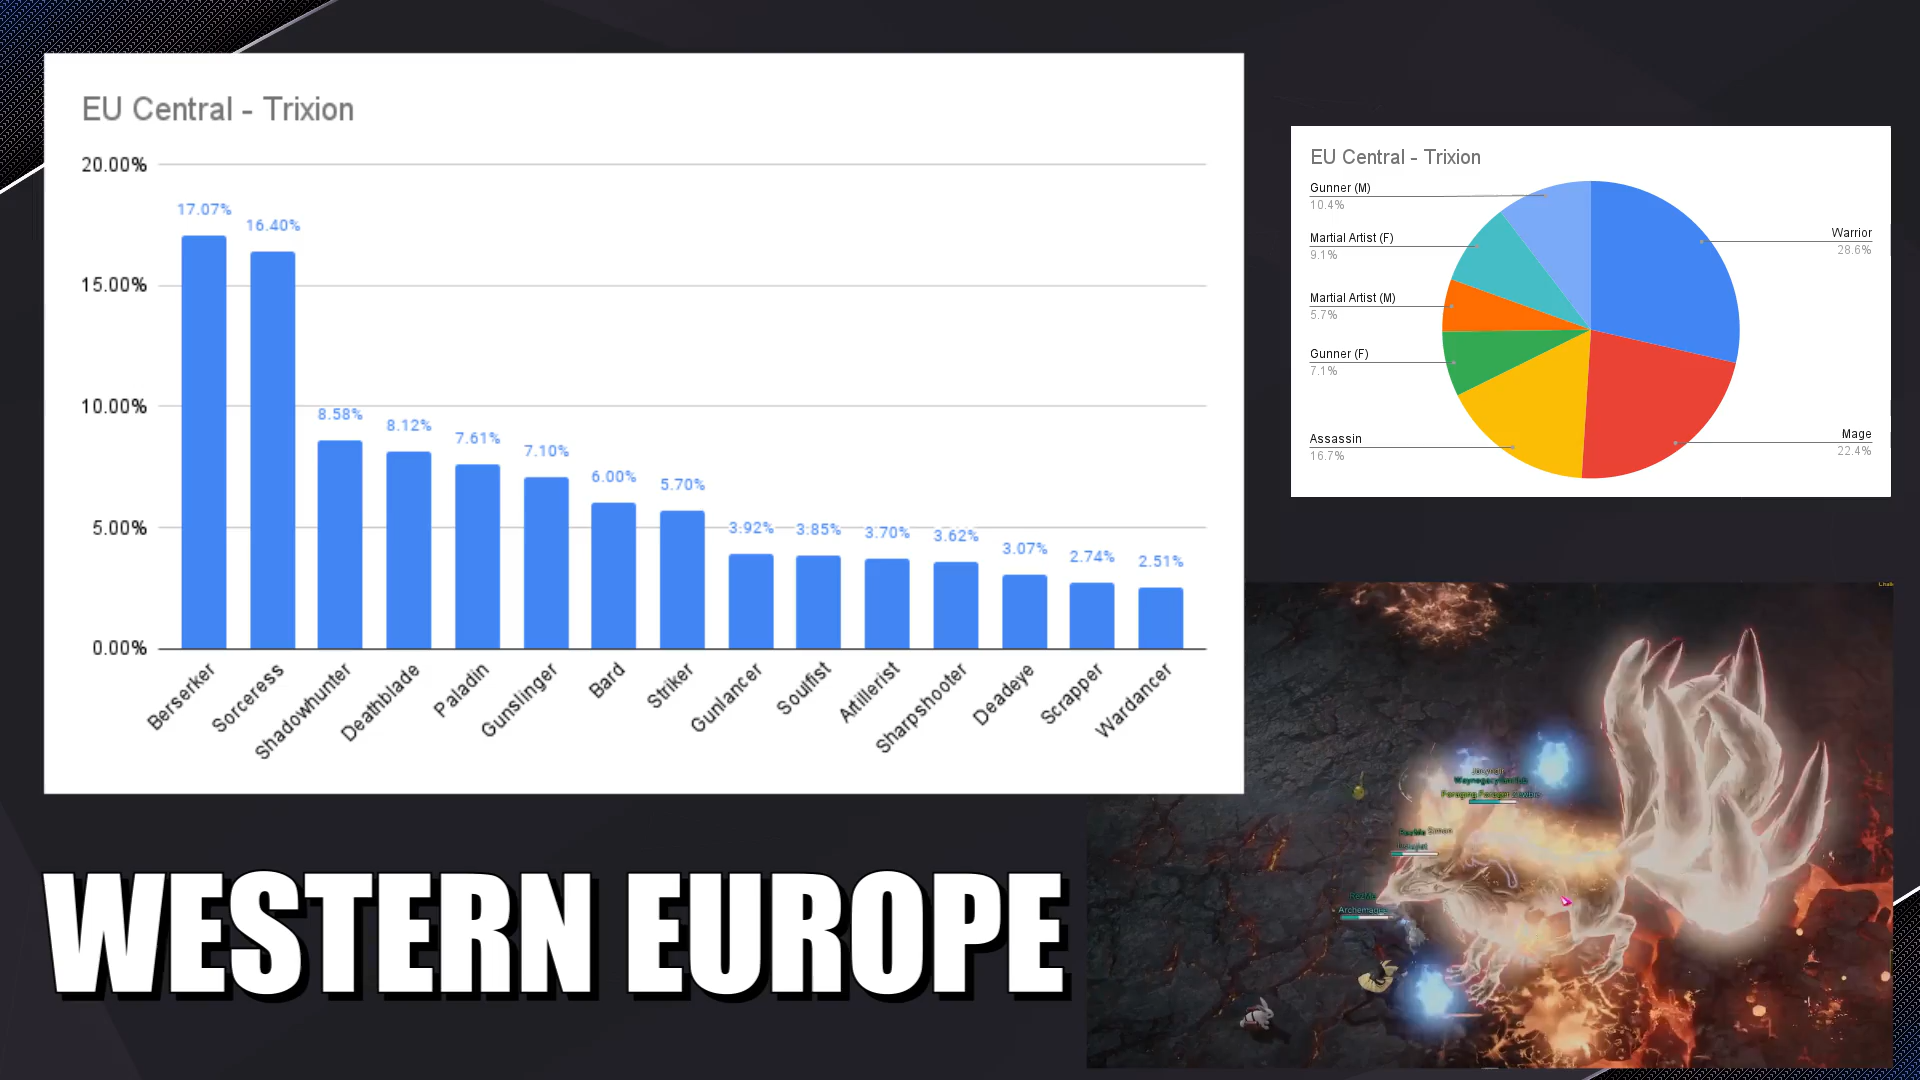 EU Central - Trixion
20.00%
15.00%
10.00%
5.00%
0.00%
17.07%
16.40%
8.58%
8.12%
7.61%
7.10%
6.00%
5.70%
3.92%
3.85%
3.70%
3.62%
3.07%
2.74%
2.51%
Berserker
Sorceress
Shadowhunter
Deathblade
Paladin
Gunslinger
Bard
Striker
Gunlancer
Soulfist
Artillerist
Sharpshooter
Deadeye
Scrapper
Wardancer
EU Central - Trixion
Gunner (M)
10.4%
Martial Artist (F)
9.1%
Martial Artist (M)
5.7%
Gunner (F)
7.1%
Assassin
16.7%
Warrior
28.6%
Mage
22.4%
WESTERN EUROPE